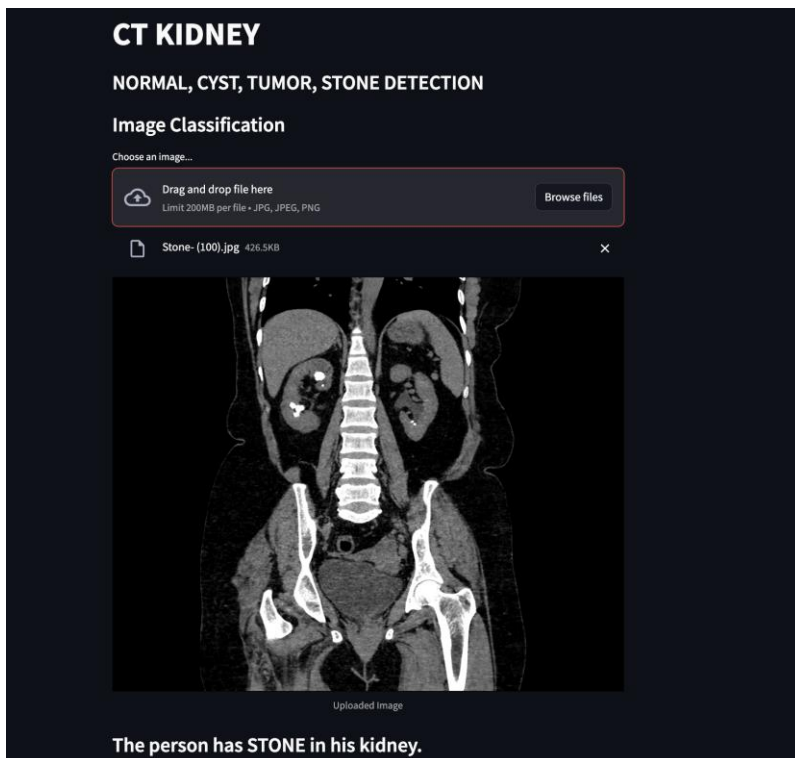 CT KIDNEY
NORMAL, CYST, TUMOR, STONE DETECTION
Image Classification
Choose an image...
Drag and drop file here
Limit 200MB per file • JPG, JPEG, PNG
Browse files
Stone- (100).jpg 426.5KB
Uploaded Image
The person has STONE in his kidney.